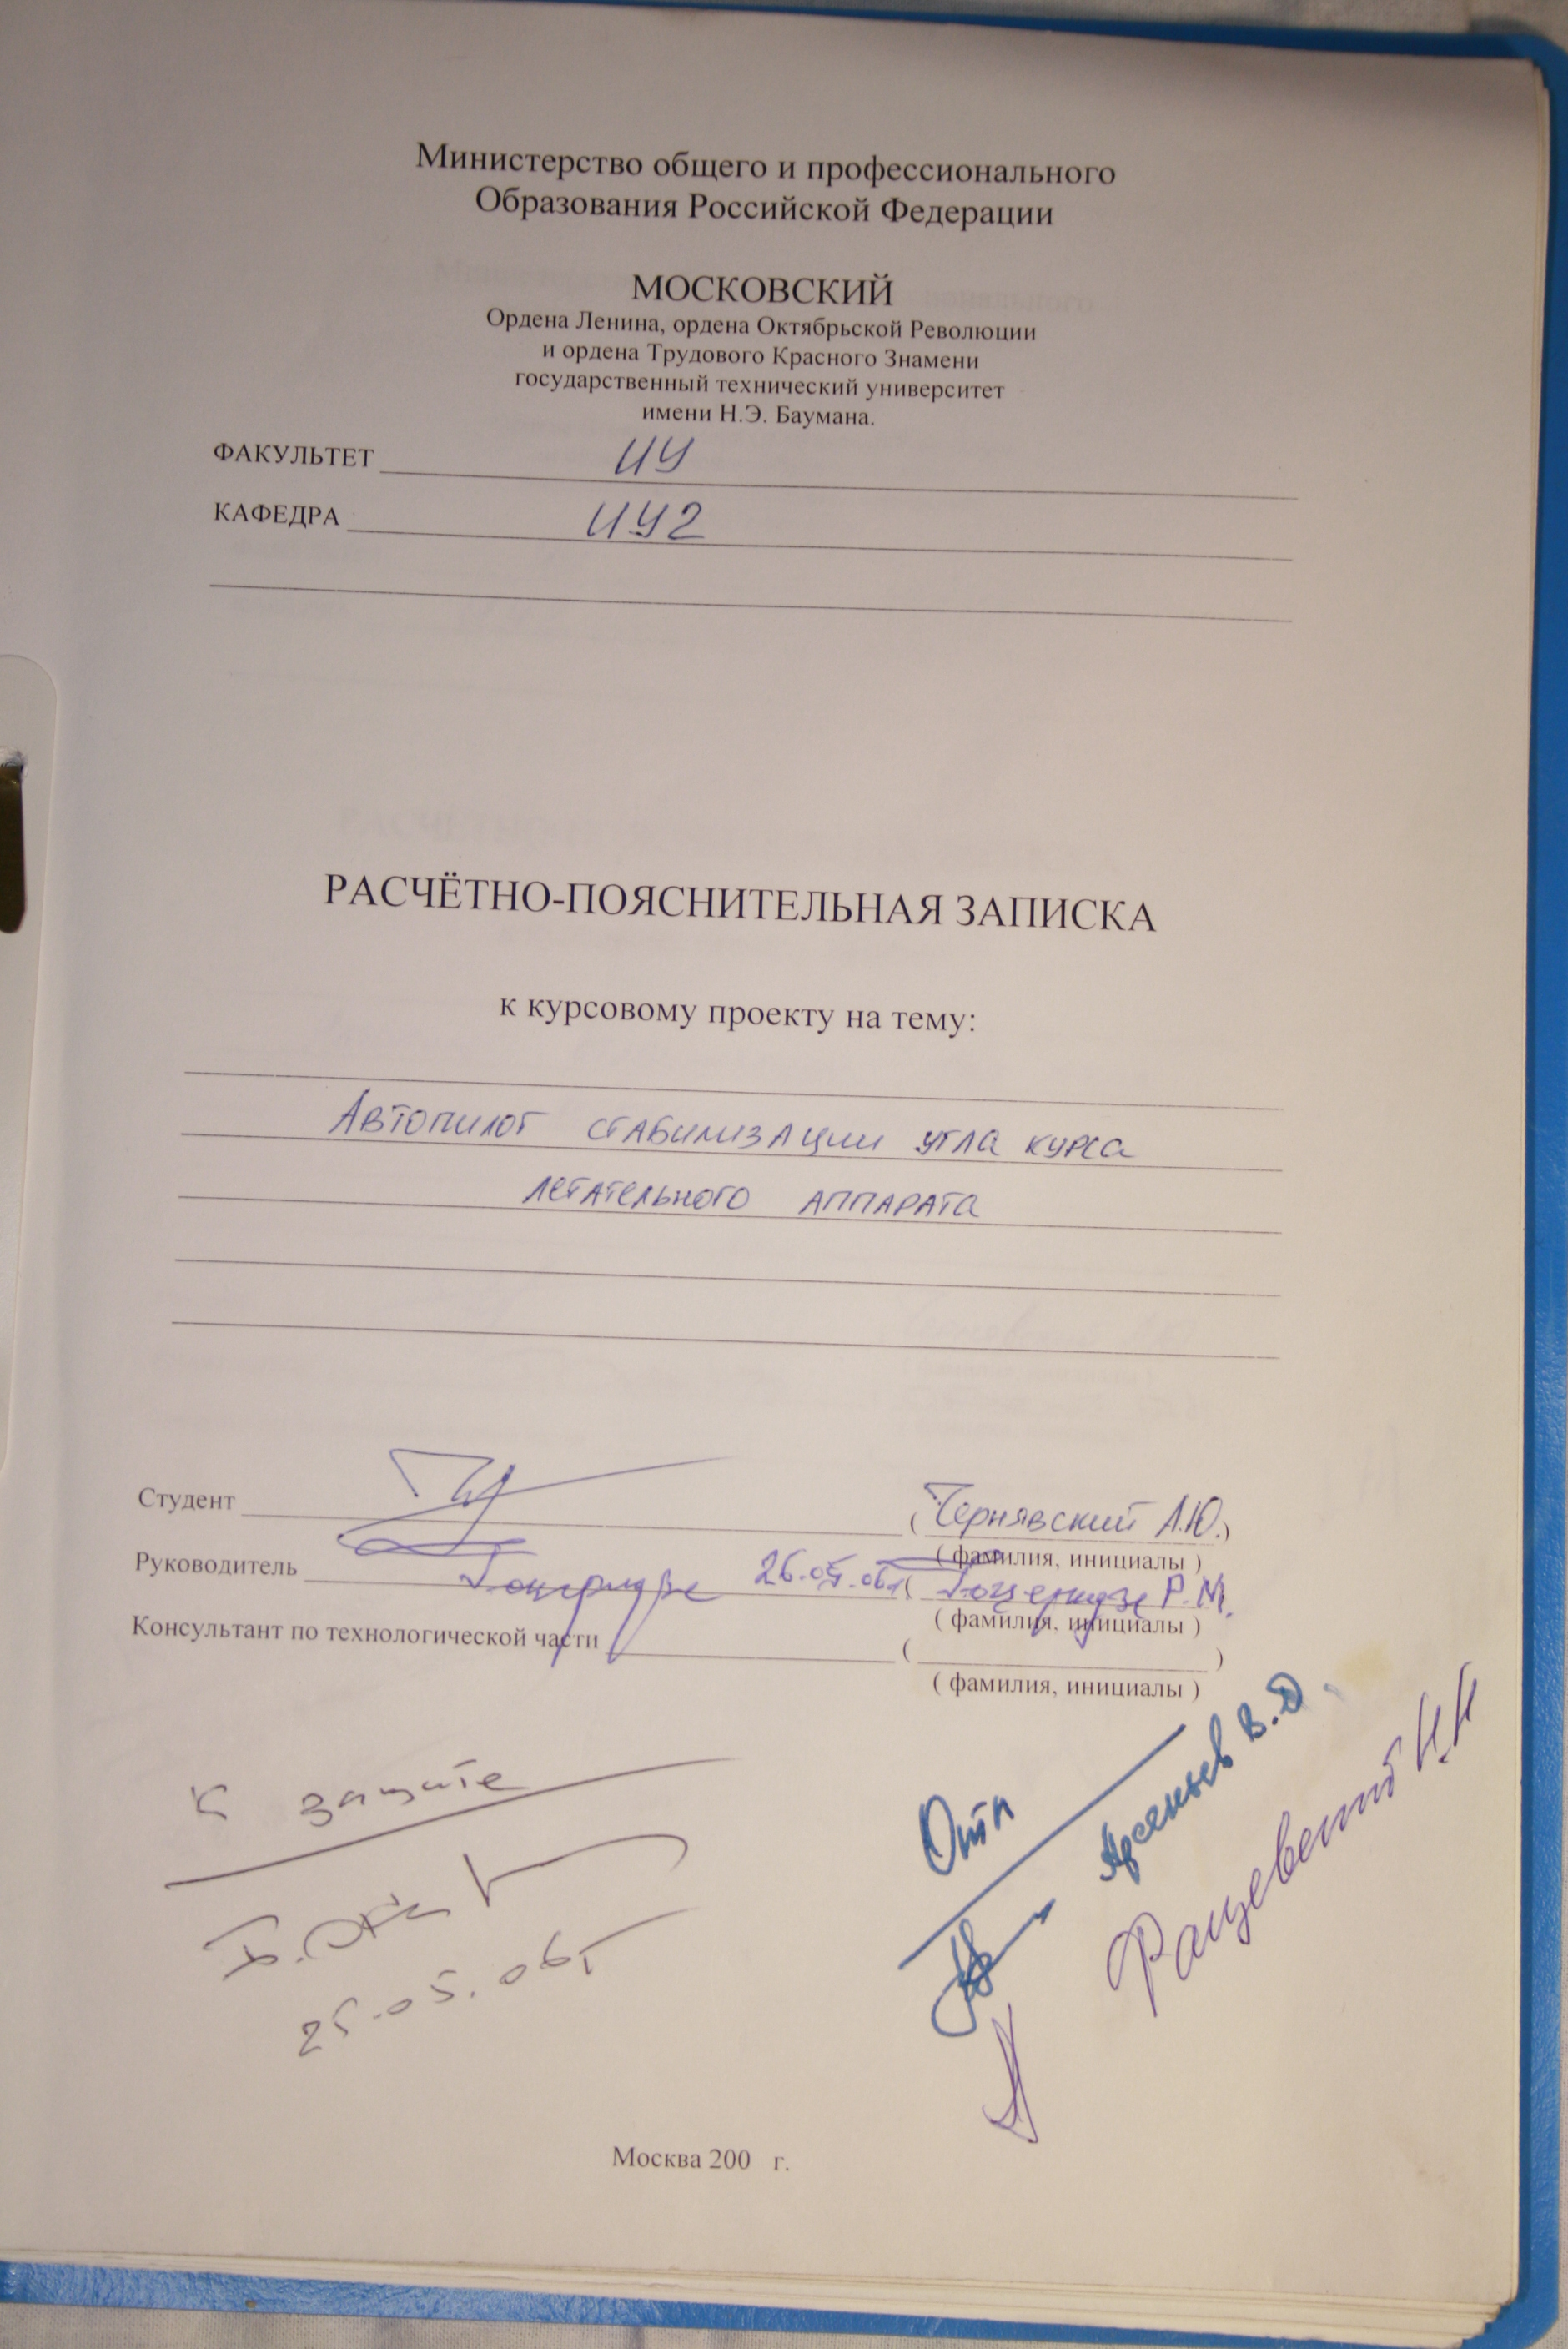 Министерство общего и профессионального
Образования Российской Федерации
МОСКОВСКИЙ
Ордена Ленина, ордена Октябрьской Революции
и ордена Трудового Красного Знамени
государственный технический университет
имени Н.Э. Баумана.
ФАКУЛЬТЕТ ИУ
КАФЕДРА ИУ2
РАСЧЁТНО-ПОЯСНИТЕЛЬНАЯ ЗАПИСКА
к курсовому проекту на тему:
Автопилот стабилизации угла курса
летательного аппарата
Студент (Чернявский А.Ю.)
( фамилия, инициалы )
Руководитель 26.05.06г (Р.М.
( фамилия, инициалы )
Консультант по технологической части ( )
( фамилия, инициалы )
К защите
25.05.06г
Отл
Арсеньев В.Д.
Москва 200 г.